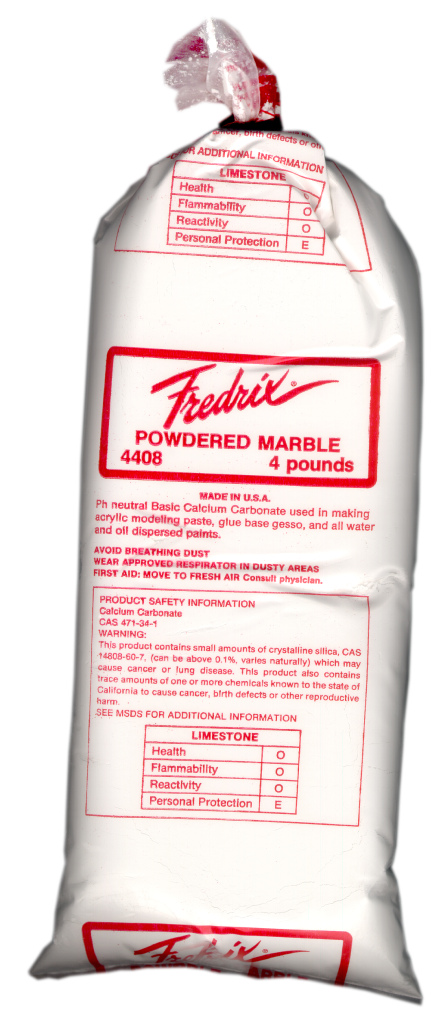 cancer, birth defects or oth
OR ADDITIONAL INFORMATION
LIMESTONE
Health
Flammability O
Reactivity O
Personal Protection E
Fredrix®
POWDERED MARBLE
4408 4 pounds
MADE IN U.S.A.
Ph neutral Basic Calcium Carbonate used in making
acrylic modeling paste, glue base gesso, and all water
and oil dispersed paints.
AVOID BREATHING DUST
WEAR APPROVED RESPIRATOR IN DUSTY AREAS
FIRST AID: MOVE TO FRESH AIR Consult physician.
PRODUCT SAFETY INFORMATION
Calcium Carbonate
CAS 471-34-1
WARNING:
This product contains small amounts of crystalline silica, CAS
14808-60-7, (can be above 0.1%, varies naturally) which may
cause cancer or lung disease. This product also contains
trace amounts of one or more chemicals known to the state of
California to cause cancer, birth defects or other reproductive
harm.
SEE MSDS FOR ADDITIONAL INFORMATION
LIMESTONE
Health O
Flammability O
Reactivity O
Personal Protection E
Fredrix